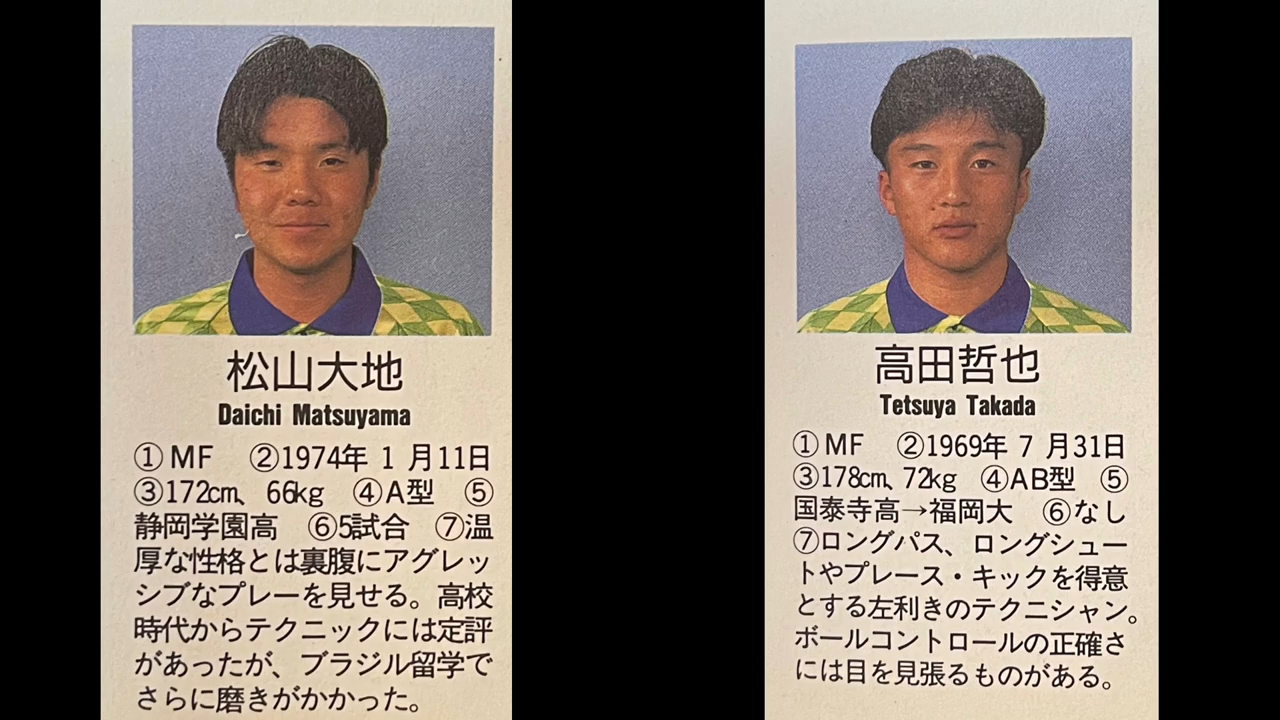 松山大地
Daichi Matsuyama
①MF ②1974年1月11日
③172cm、66kg ④A型 ⑤
静岡学園高 ⑥5試合 ⑦温
厚な性格とは裏腹にアグレッ
シブなプレーを見せる。高校
時代からテクニックには定評
があったが、ブラジル留学で
さらに磨きがかかった。
高田哲也
Tetsuya Takada
①MF ②1969年7月31日
③178cm、72kg ④AB型 ⑤
国泰寺高→福岡大 ⑥なし
⑦ロングパス、ロングシュー
トやプレース・キックを得意
とする左利きのテクニシャン。
ボールコントロールの正確さ
には目を見張るものがある。